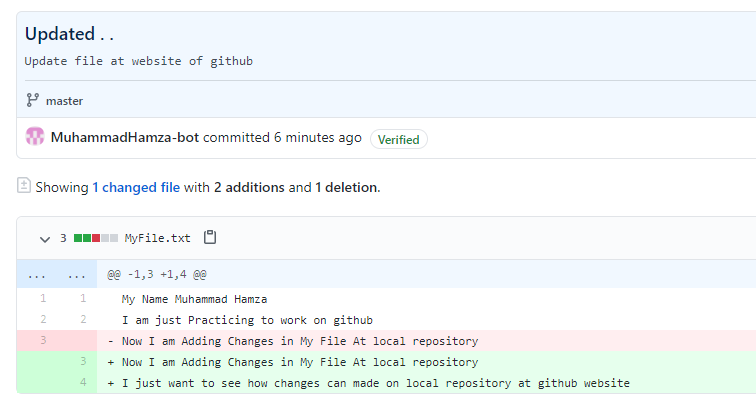 Updated . .
Update file at website of github
master
MuhammadHamza-bot committed 6 minutes ago Verified
Showing 1 changed file with 2 additions and 1 deletion.
3 MyFile.txt
... ... @@ -1,3 +1,4 @@
1 1 My Name Muhammad Hamza
2 2 I am just Practicing to work on github
3 - Now I am Adding Changes in My File At local repository
3 + Now I am Adding Changes in My File At local repository
4 + I just want to see how changes can made on local repository at github website